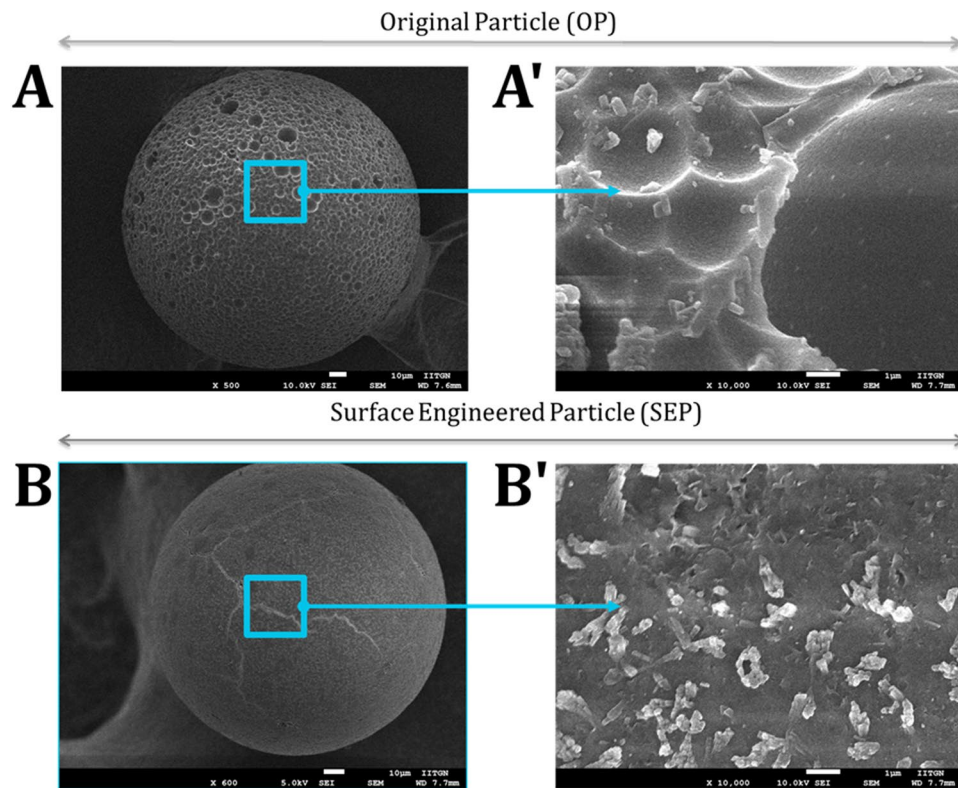 Original Particle (OP)
A
A'
X 500 10.0kV SEI SEM WD 7.6mm
10µm IITGN
X 10,000 10.0kV SEI SEM WD 7.7mm
1µm IITGN
Surface Engineered Particle (SEP)
B
B'
X 600 5.0kV SEI SEM WD 7.7mm
10µm IITGN
X 10,000 10.0kV SEI SEM WD 7.7mm
1µm IITGN